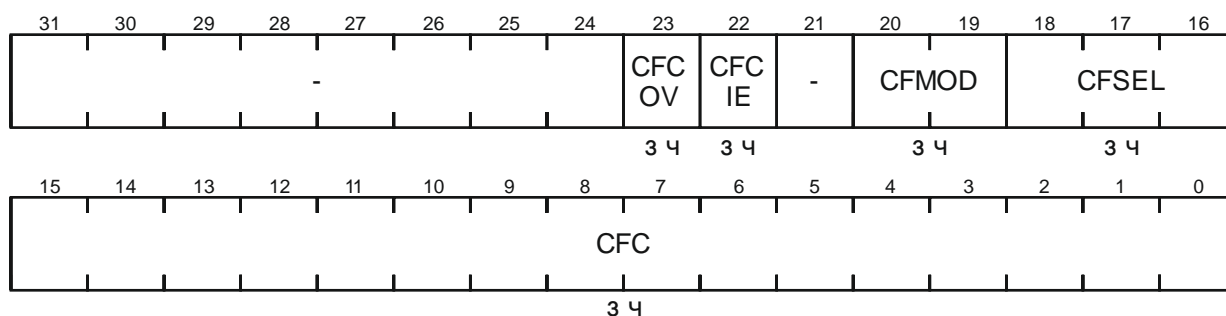 31 30 29 28 27 26 25 24 23 22 21 20 19 18 17 16
- CFC OV CFC IE - CFMOD CFSEL
з ч з ч з ч з ч
15 14 13 12 11 10 9 8 7 6 5 4 3 2 1 0
CFC
з ч